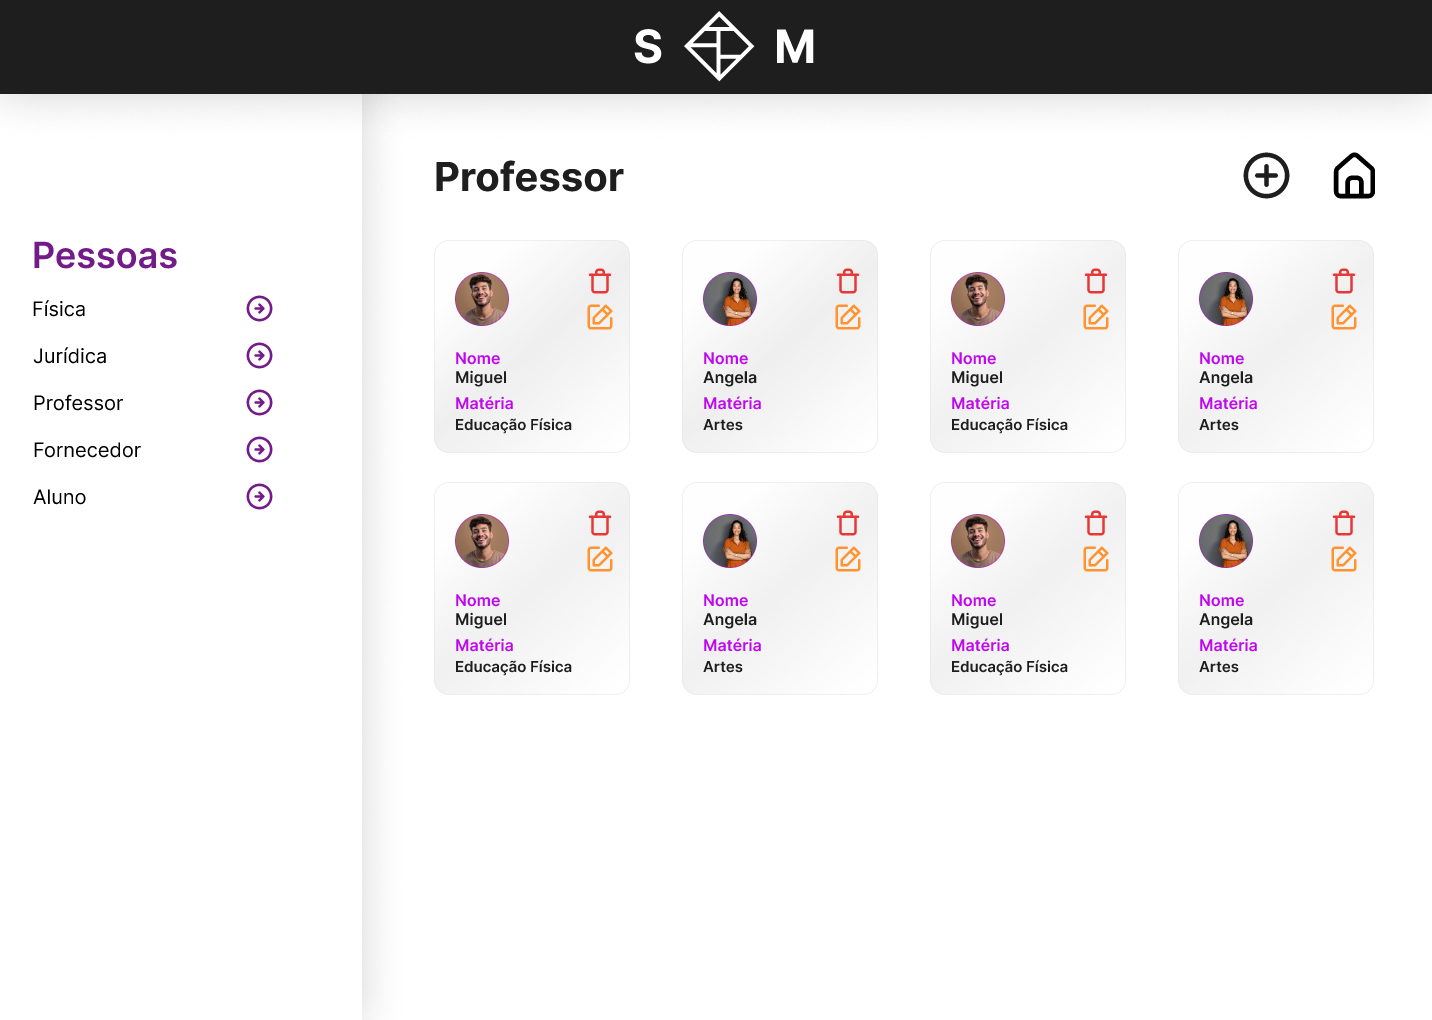 S M
Pessoas
Física
Jurídica
Professor
Fornecedor
Aluno
Professor
Nome
Miguel
Matéria
Educação Física
Nome
Angela
Matéria
Artes
Nome
Miguel
Matéria
Educação Física
Nome
Angela
Matéria
Artes
Nome
Miguel
Matéria
Educação Física
Nome
Angela
Matéria
Artes
Nome
Miguel
Matéria
Educação Física
Nome
Angela
Matéria
Artes